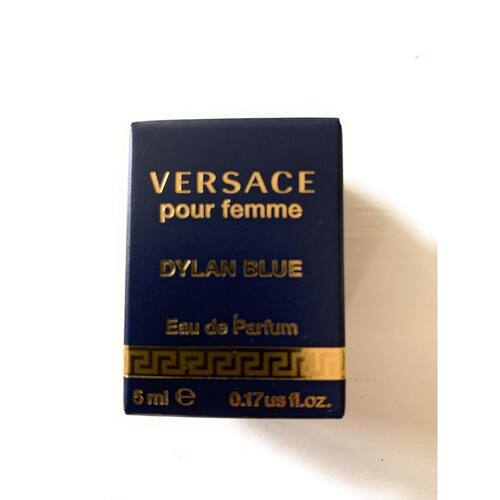 VERSACE
pour femme
DYLAN BLUE
Eau de Parfum
5 ml ℮ 0.17 us fl.oz.